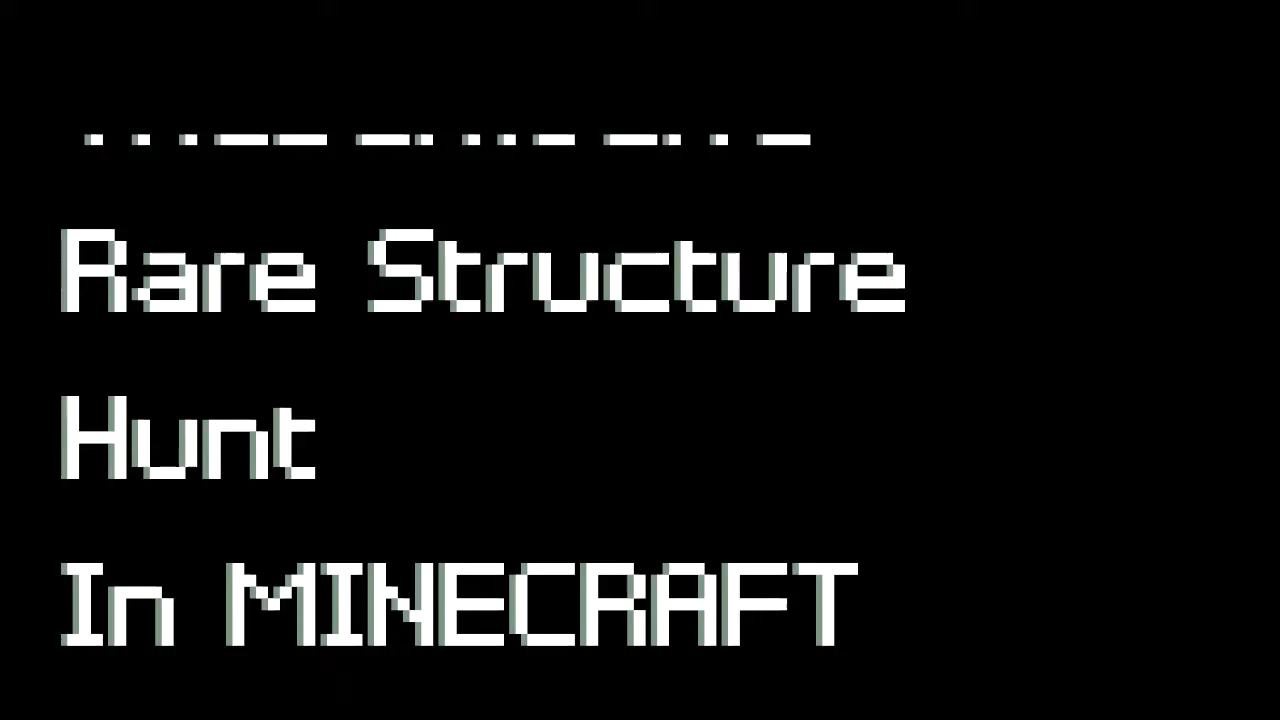 . . .-- -. ..- -. . -
Rare Structure
Hunt
In MINECRAFT